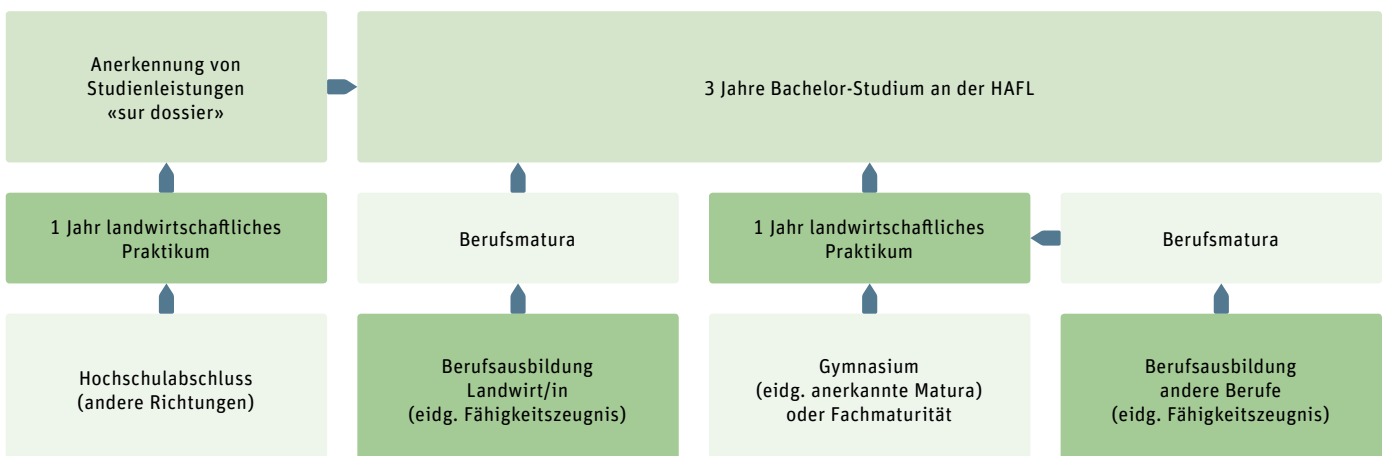 Anerkennung von
Studienleistungen
«sur dossier»
3 Jahre Bachelor-Studium an der HAFL
1 Jahr landwirtschaftliches
Praktikum
Berufsmatura
1 Jahr landwirtschaftliches
Praktikum
Berufsmatura
Hochschulabschluss
(andere Richtungen)
Berufsausbildung
Landwirt/in
(eidg. Fähigkeitszeugnis)
Gymnasium
(eidg. anerkannte Matura)
oder Fachmaturität
Berufsausbildung
andere Berufe
(eidg. Fähigkeitszeugnis)